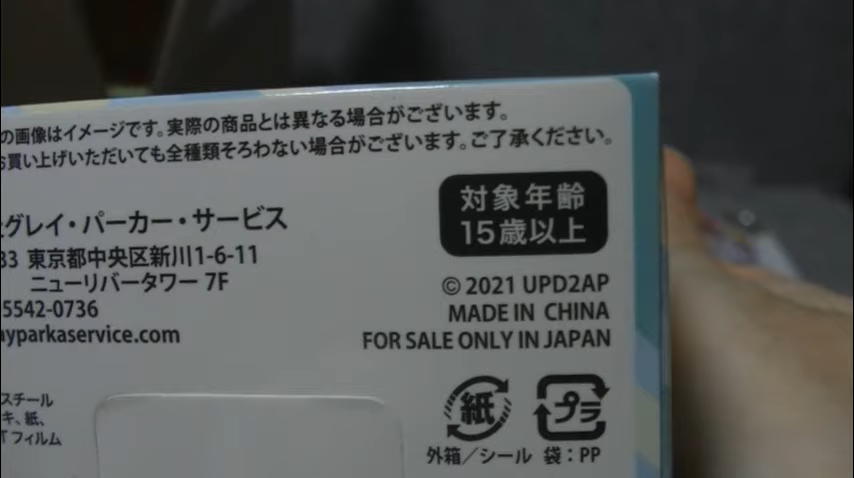 の画像はイメージです。実際の商品とは異なる場合がございます。
お買い上げいただいても全種類そろわない場合がございます。ご了承ください。
対象年齢
15歳以上
グレイ・パーカー・サービス
33 東京都中央区新川1-6-11
ニューリバータワー 7F
5542-0736
ayparkaservice.com
© 2021 UPD2AP
MADE IN CHINA
FOR SALE ONLY IN JAPAN
スチール
キ、紙、
T フィルム
紙
プラ
外箱/シール 袋:PP